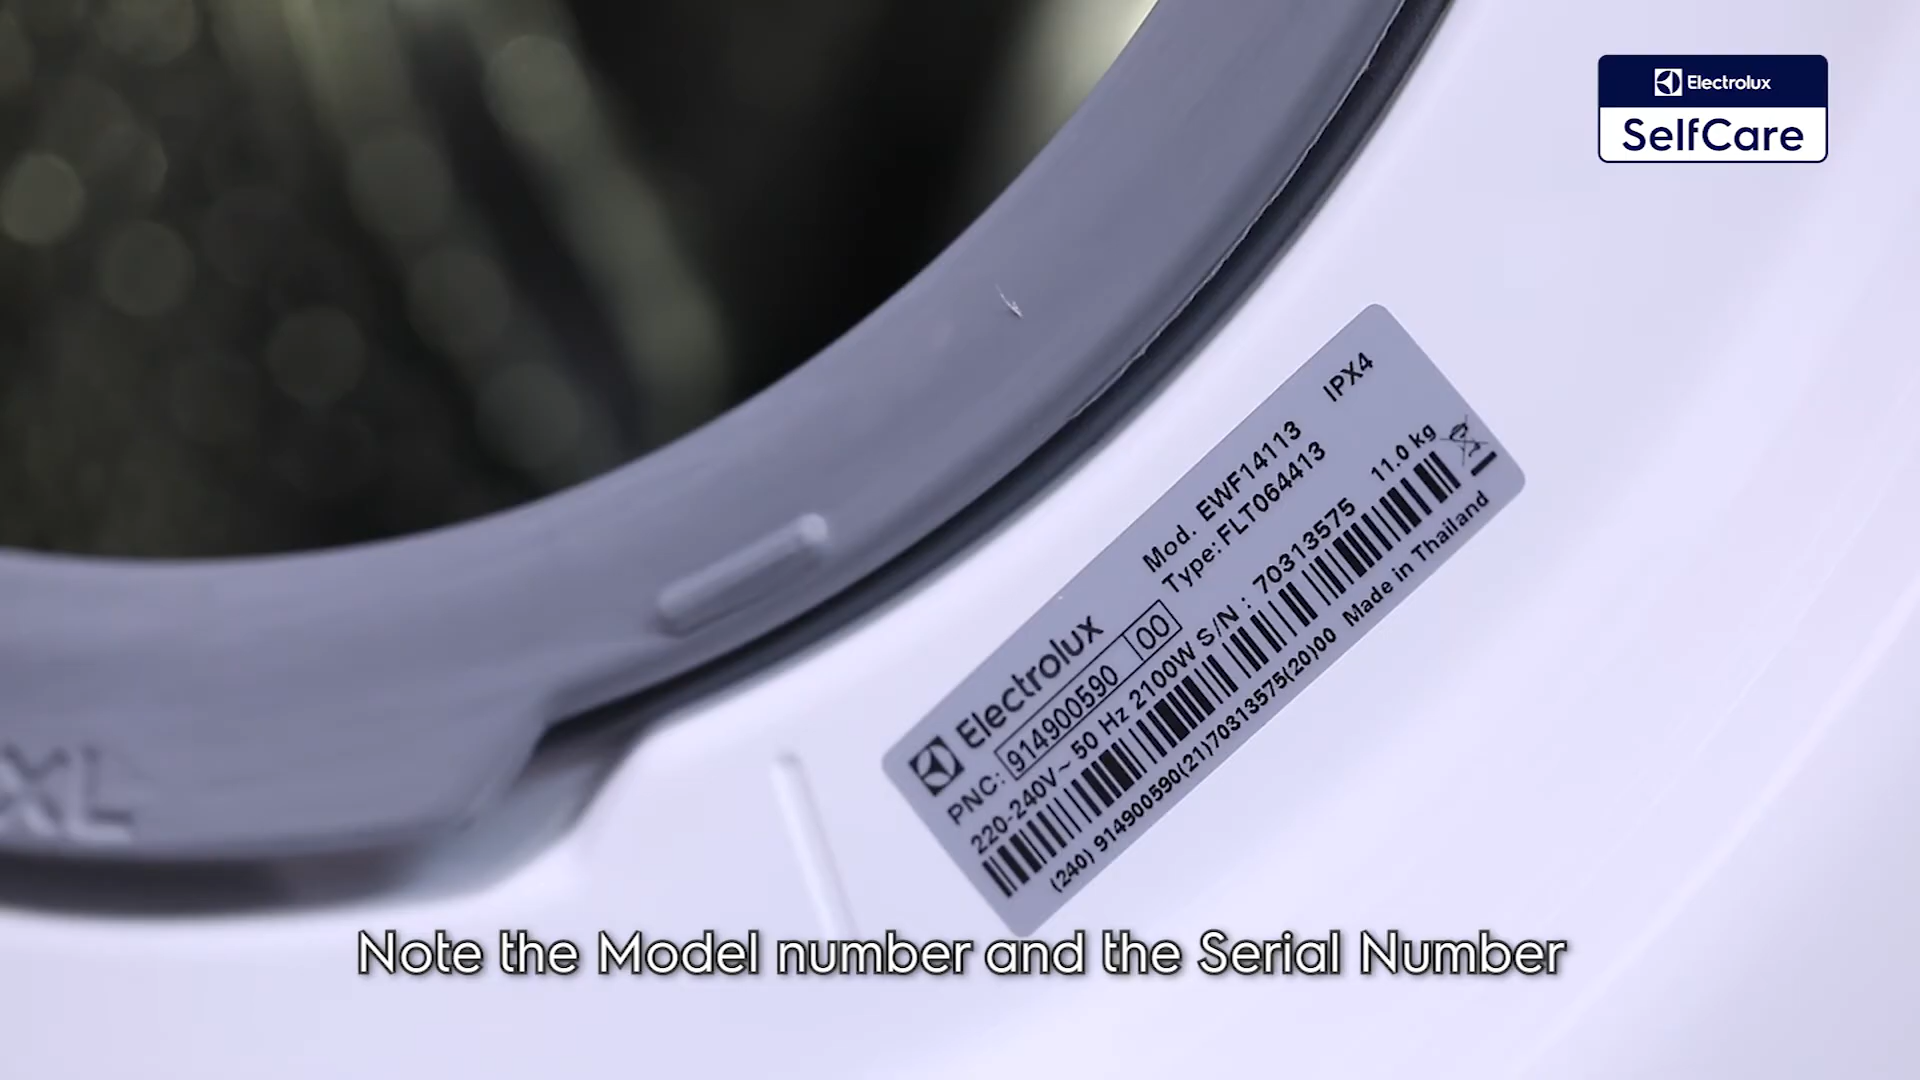 Electrolux
SelfCare
IPX4
Mod. EWF14113
Type:FLT064413
11.0 kg
Electrolux
PNC: 914900590 00
220-240V~ 50 Hz 2100W S/N : 70313575
(240) 914900590(21)70313575(20)00 Made in Thailand
XL
Note the Model number and the Serial Number